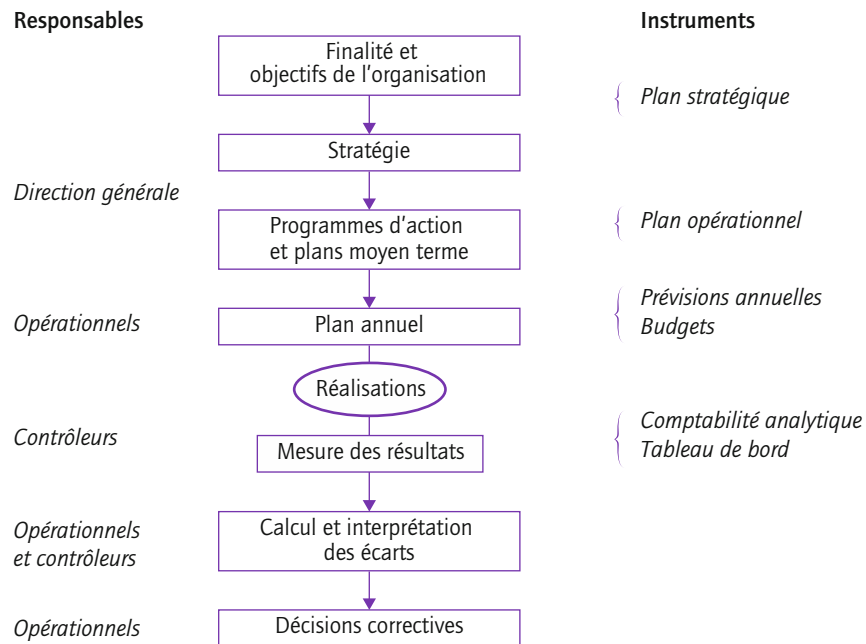 Responsables
Instruments
Finalité et
objectifs de l'organisation
Plan stratégique
Stratégie
Direction générale
Programmes d'action
et plans moyen terme
Plan opérationnel
Opérationnels
Plan annuel
Prévisions annuelles
Budgets
Réalisations
Contrôleurs
Mesure des résultats
Comptabilité analytique
Tableau de bord
Opérationnels
et contrôleurs
Calcul et interprétation
des écarts
Opérationnels
Décisions correctives